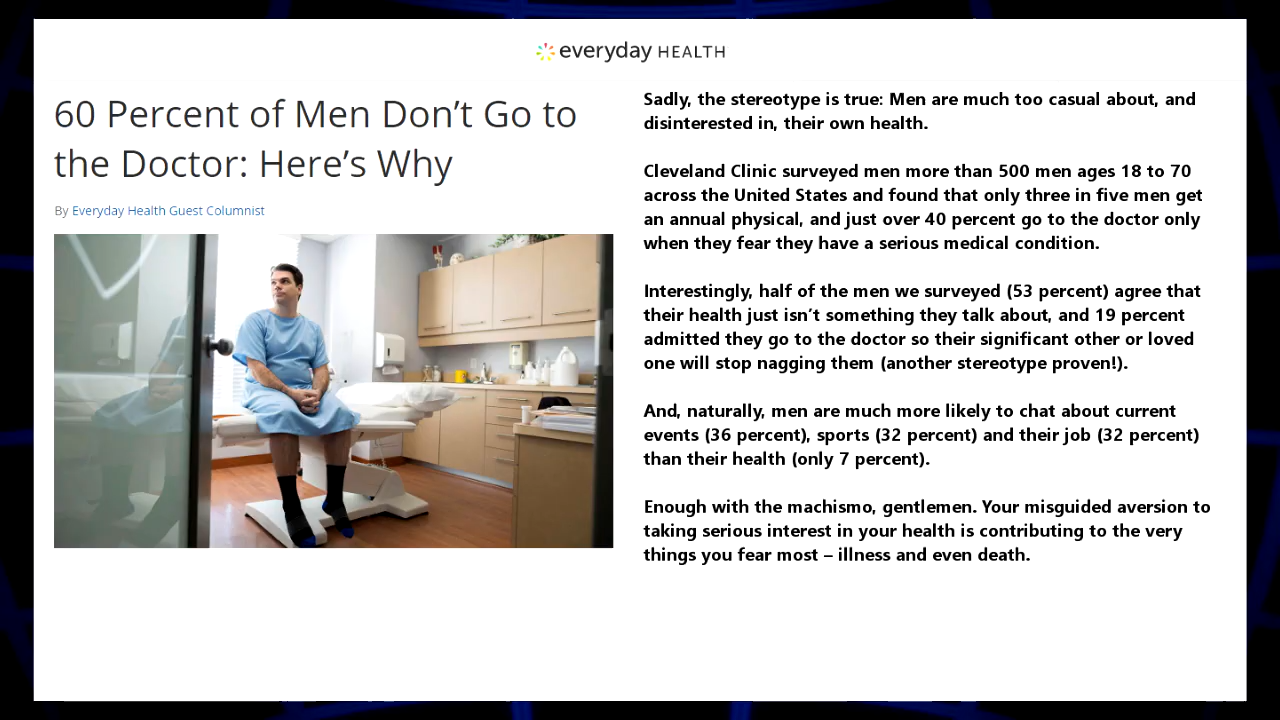 everyday HEALTH
60 Percent of Men Don’t Go to
the Doctor: Here’s Why
By Everyday Health Guest Columnist
Sadly, the stereotype is true: Men are much too casual about, and
disinterested in, their own health.
Cleveland Clinic surveyed men more than 500 men ages 18 to 70
across the United States and found that only three in five men get
an annual physical, and just over 40 percent go to the doctor only
when they fear they have a serious medical condition.
Interestingly, half of the men we surveyed (53 percent) agree that
their health just isn’t something they talk about, and 19 percent
admitted they go to the doctor so their significant other or loved
one will stop nagging them (another stereotype proven!).
And, naturally, men are much more likely to chat about current
events (36 percent), sports (32 percent) and their job (32 percent)
than their health (only 7 percent).
Enough with the machismo, gentlemen. Your misguided aversion to
taking serious interest in your health is contributing to the very
things you fear most – illness and even death.